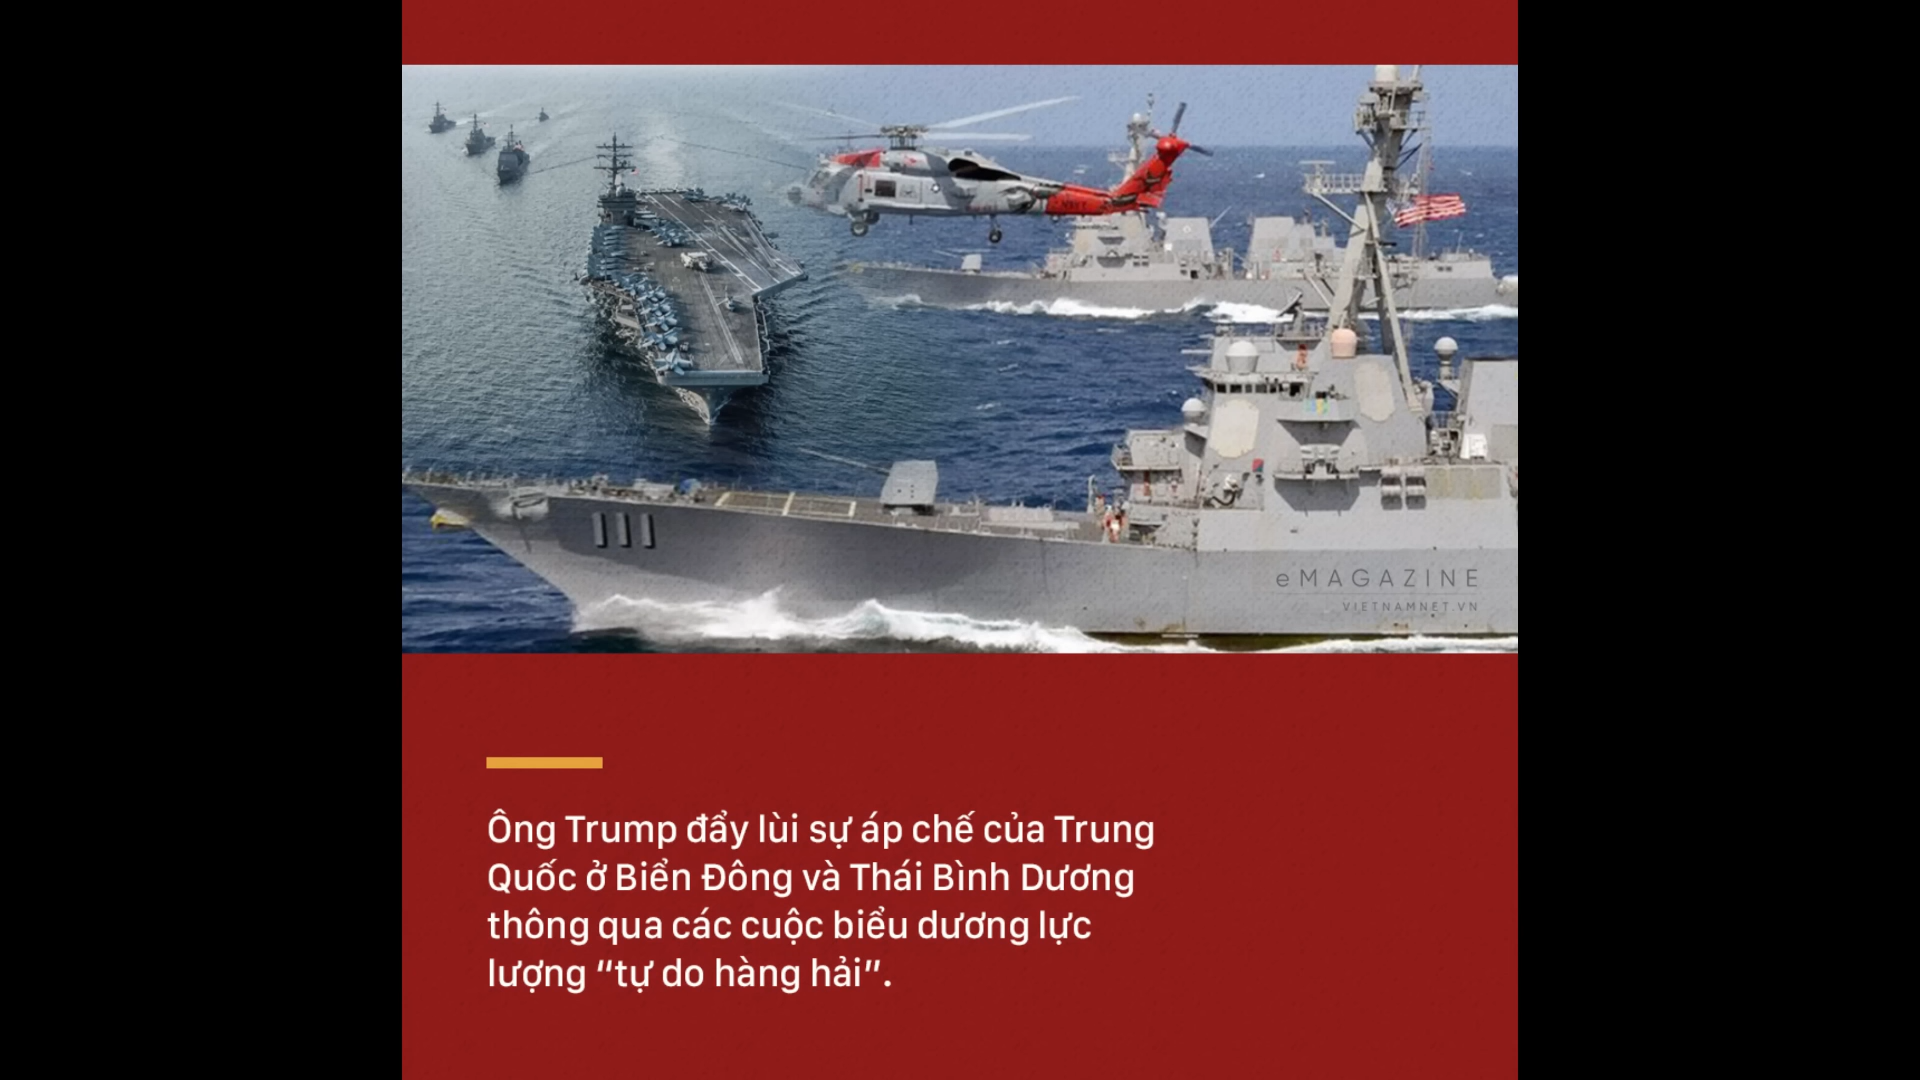 111
eMAGAZINE
VIETNAMNET.VN
Ông Trump đẩy lùi sự áp chế của Trung
Quốc ở Biển Đông và Thái Bình Dương
thông qua các cuộc biểu dương lực
lượng “tự do hàng hải”.